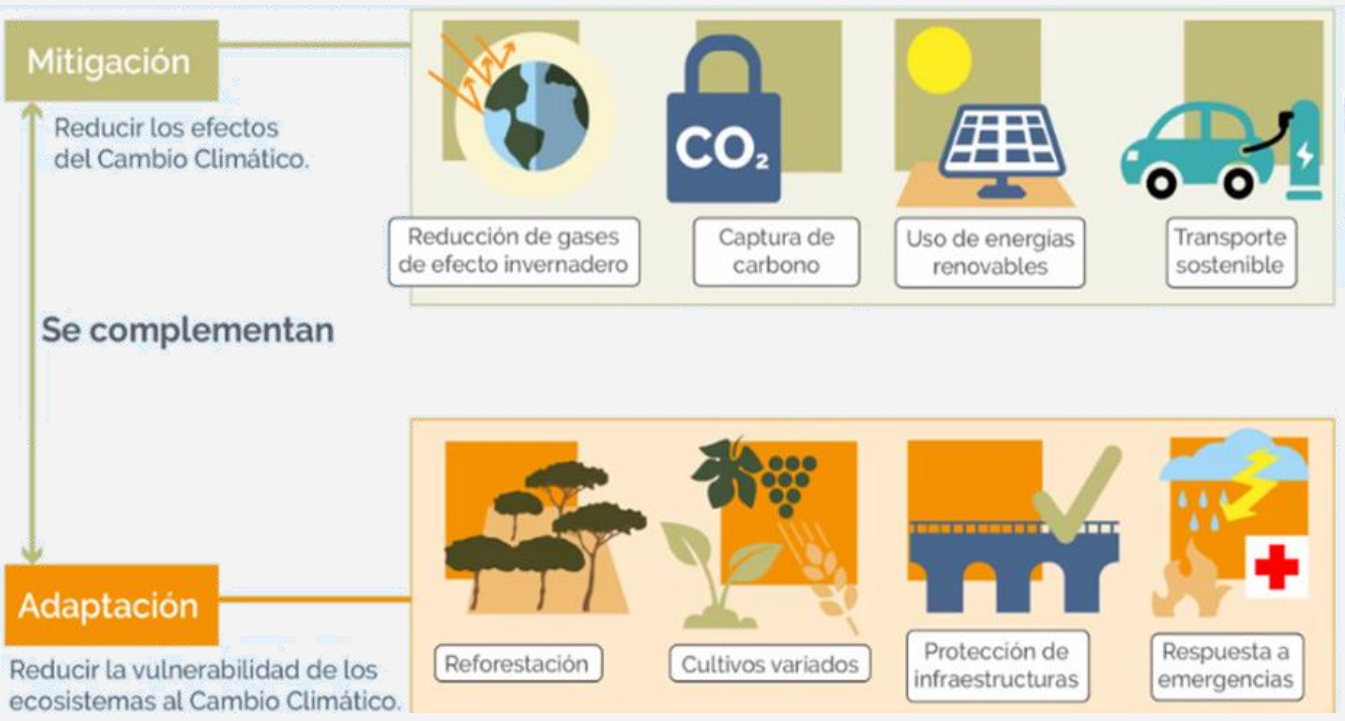 Mitigación
Reducir los efectos
del Cambio Climático.
CO₂
Reducción de gases
de efecto invernadero
Captura de
carbono
Uso de energías
renovables
Transporte
sostenible
Se complementan
Adaptación
Reducir la vulnerabilidad de los
ecosistemas al Cambio Climático.
Reforestación
Cultivos variados
Protección de
infraestructuras
Respuesta a
emergencias